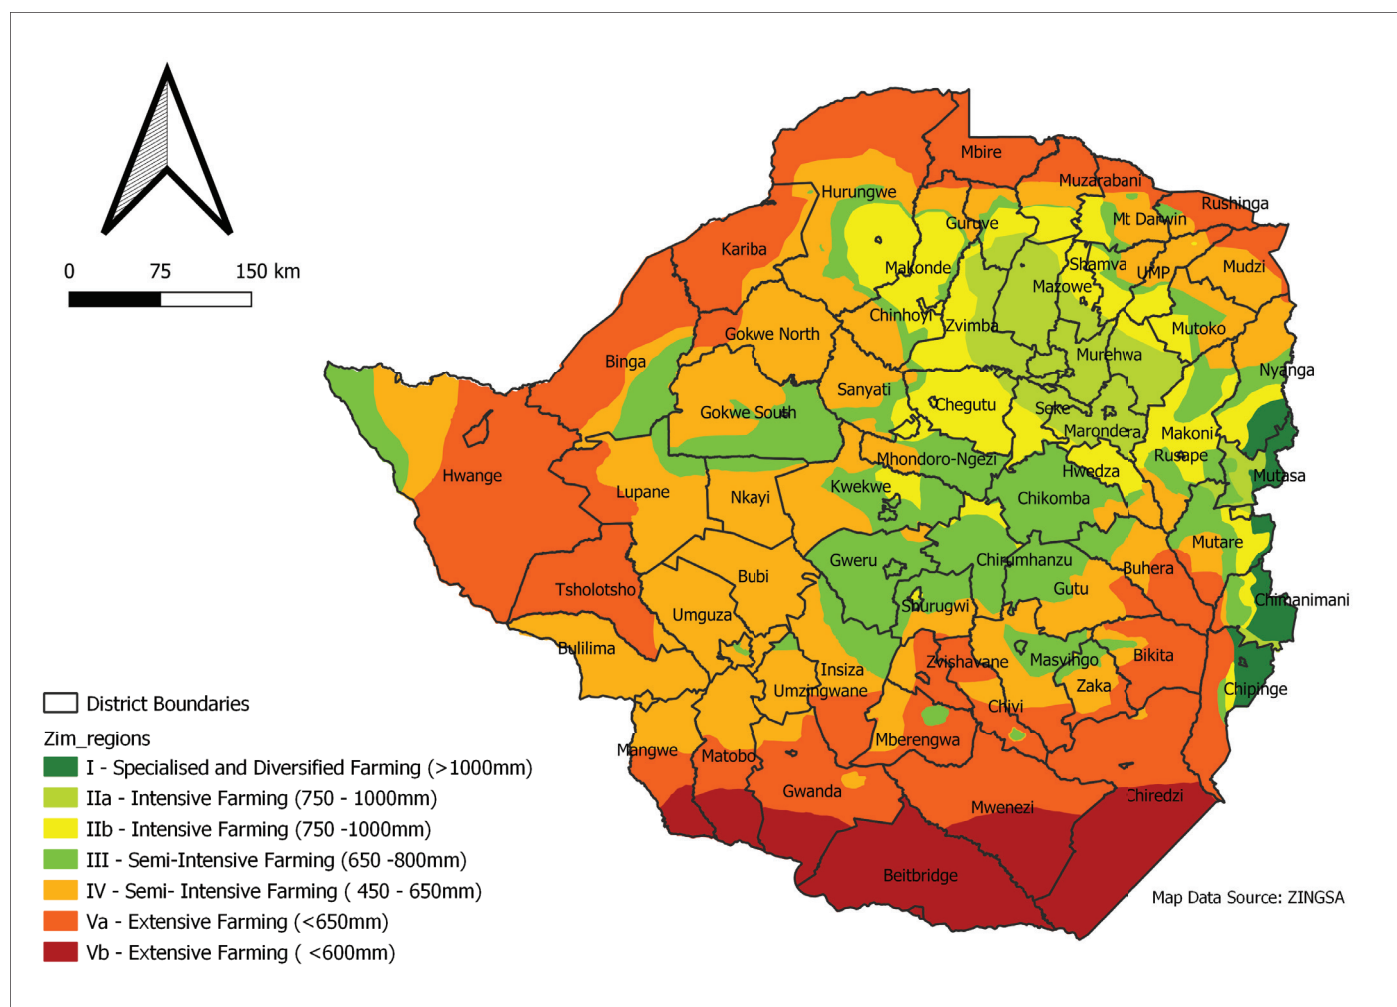 Mbire
Muzarabani
Hurungwe
Rushinga
Guruve
Mt Darwin
Kariba
Makonde
Shamva
UMP
Mudzi
0 75 150 km
Mazowe
Chinhoyi
Zvimba
Mutoko
Gokwe North
Murehwa
Binga
Nyanga
Sanyati
Chegutu
Seke
Gokwe South
Marondera
Makoni
Mhondoro-Ngezi
Rusape
Hwange
Hwedza
Mutasa
Lupane
Nkayi
Kwekwe
Chikomba
Mutare
Gweru
Chirumhanzu
Buhera
Bubi
Tsholotsho
Gutu
Chimanimani
Umguza
Shurugwi
Bulilima
Zvishavane
Masvingo
Bikita
Insiza
Zaka
Chipinge
Umzingwane
Chivi
Mangwe
Matobo
Mberengwa
Gwanda
Mwenezi
Chiredzi
Beitbridge
District Boundaries
Zim_regions
I - Specialised and Diversified Farming (>1000mm)
IIa - Intensive Farming (750 - 1000mm)
IIb - Intensive Farming (750 -1000mm)
III - Semi-Intensive Farming (650 -800mm)
IV - Semi- Intensive Farming ( 450 - 650mm)
Va - Extensive Farming (<650mm)
Vb - Extensive Farming ( <600mm)
Map Data Source: ZINGSA